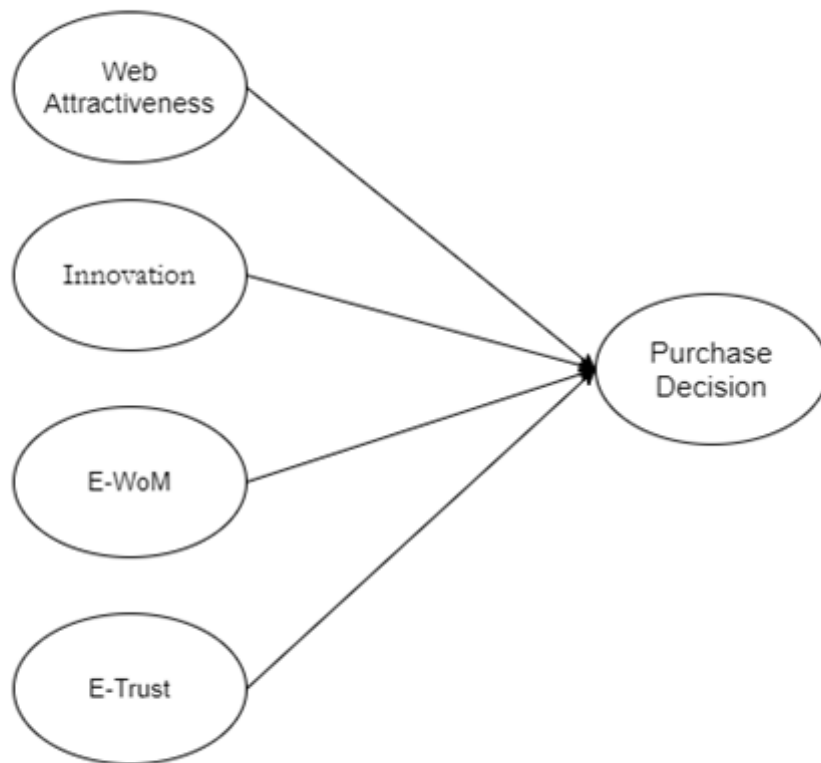 Web
Attractiveness
Innovation
Purchase
Decision
E-WoM
E-Trust